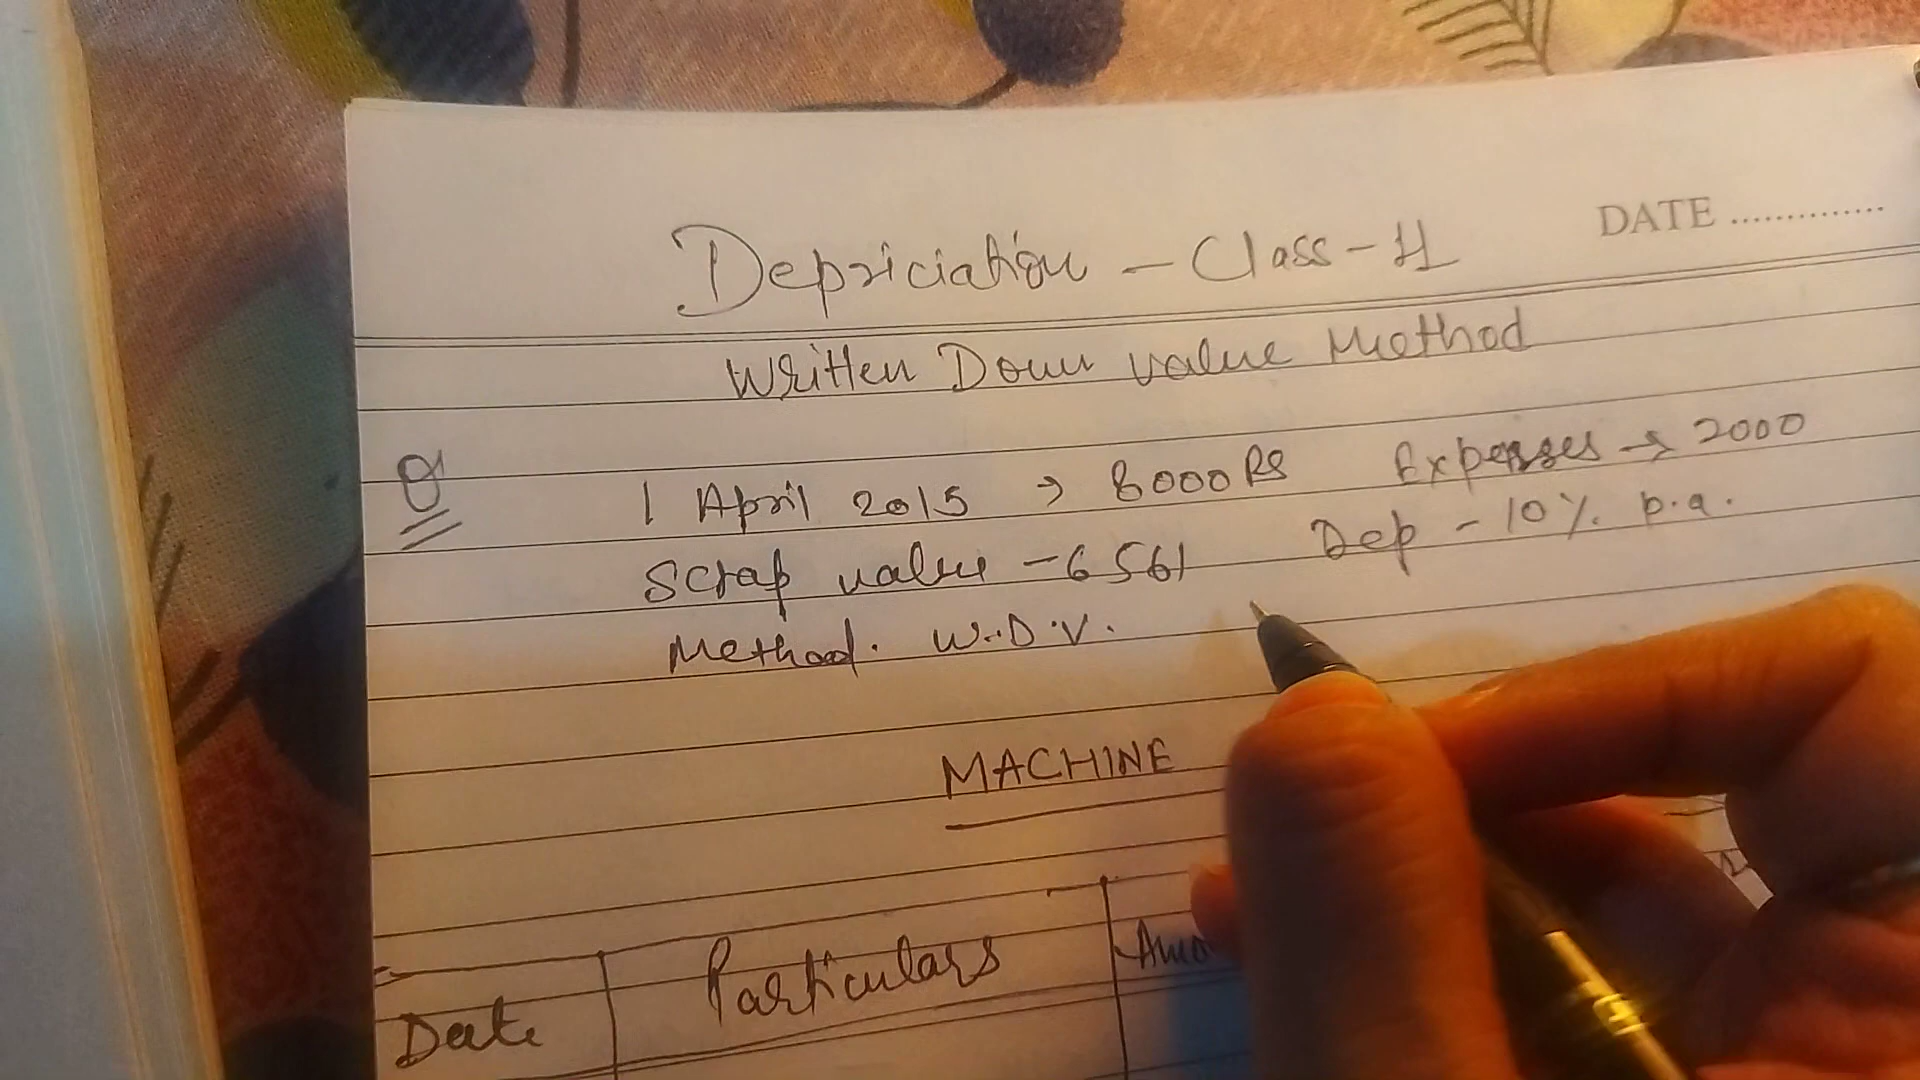 DATE ..............
Depriciation - Class - 11
Written Down value Method
Q 1 April 2015 → 8000 RS Expenses → 2000
Scrap value - 6561 Dep - 10% p.a.
Method. W.D.V.
MACHINE
Date Particulars